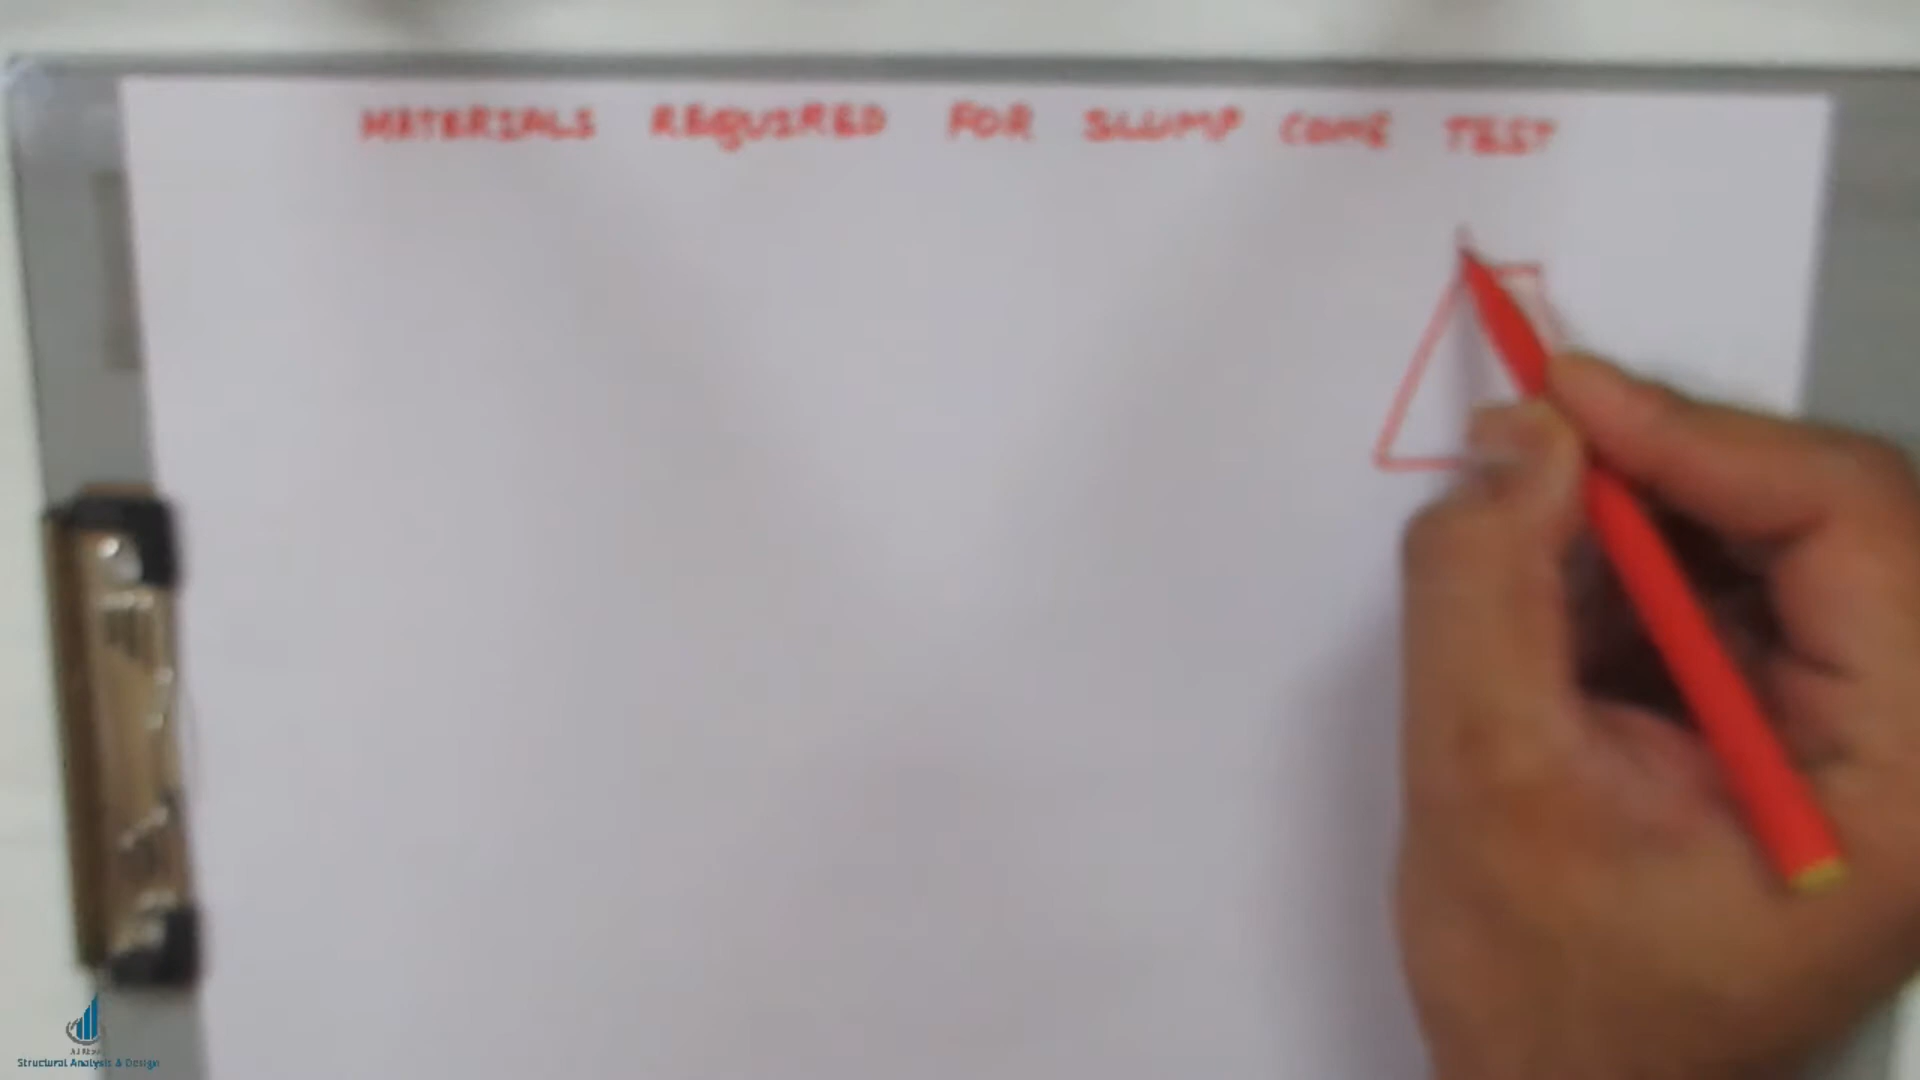 MATERIALS REQUIRED FOR SLUMP CONE TEST
Structural Analysis & Design